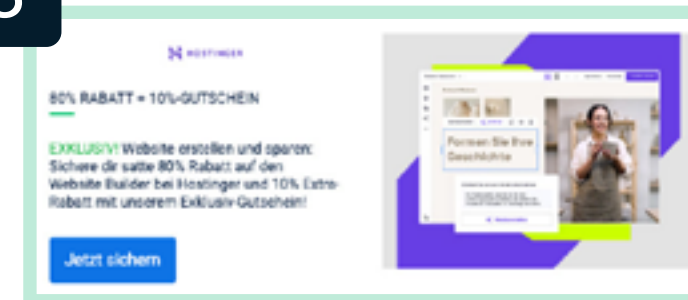 HOSTINGER
80% RABATT + 10%-GUTSCHEIN
EXKLUSIV! Website erstellen und sparen:
Sichere dir satte 80% Rabatt auf den
Website Builder bei Hostinger und 10% Extra-
Rabatt mit unserem Exklusiv-Gutschein!
Jetzt sichern
Formen Sie Ihre
Geschichte